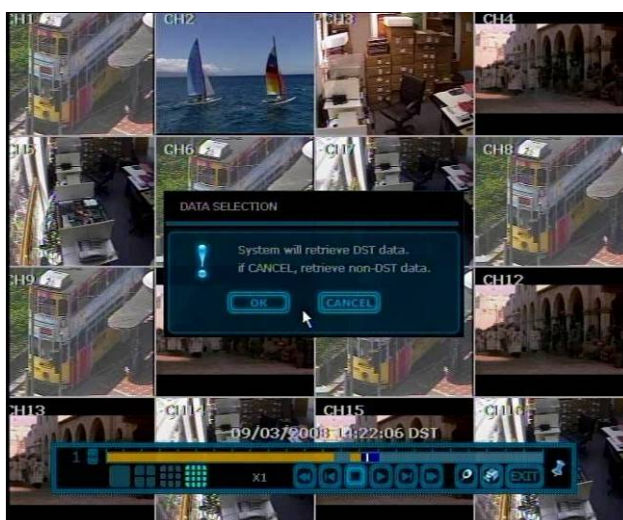 CH1 CH2 CH3 CH4
CH5 CH6 CH7 CH8
DATA SELECTION
System will retrieve DST data.
if CANCEL, retrieve non-DST data.
OK CANCEL
CH9 CH12
CH13 CH14 CH15 CH16
09/03/2008 14:22:06 DST
1 X1 EXIT